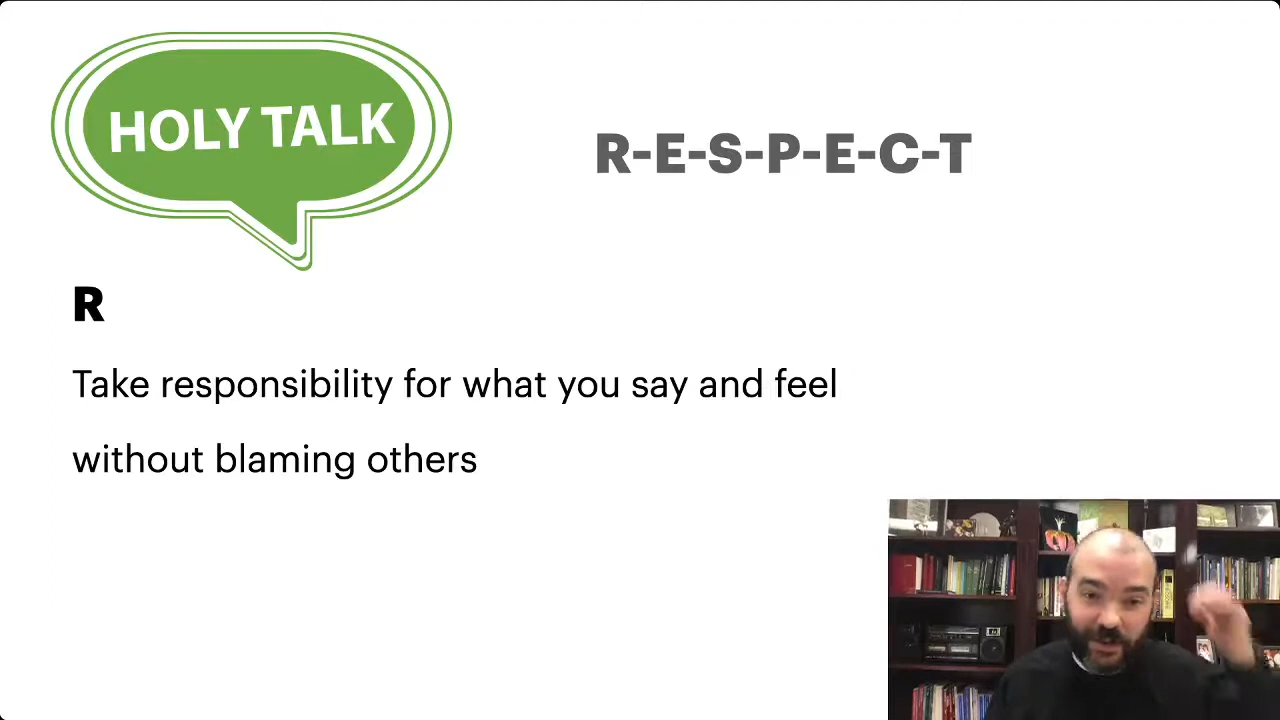 HOLY TALK
R-E-S-P-E-C-T
R
Take responsibility for what you say and feel
without blaming others